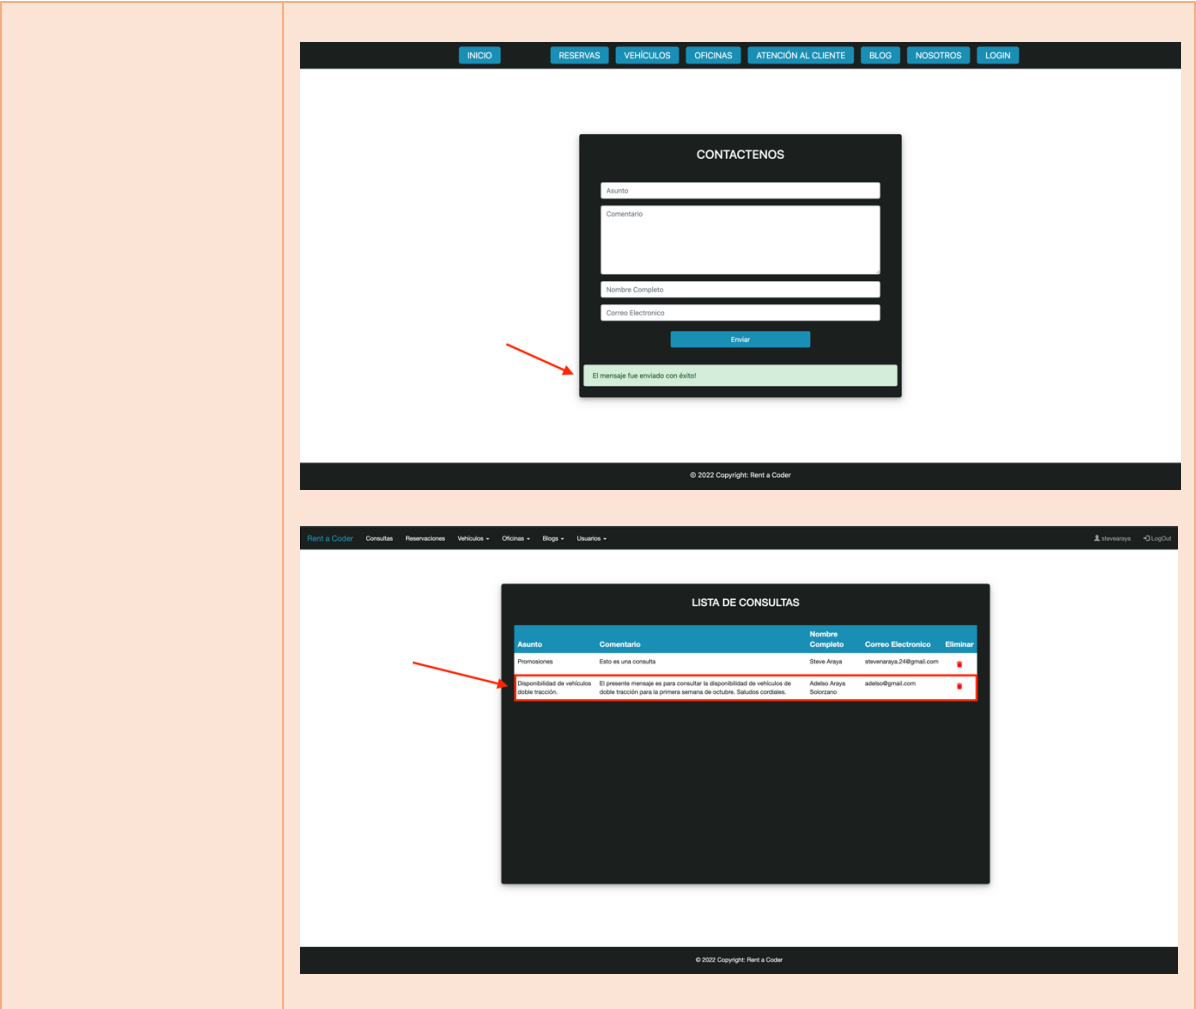 INICIO RESERVAS VEHÍCULOS OFICINAS ATENCIÓN AL CLIENTE BLOG NOSOTROS LOGIN
CONTACTENOS
Asunto
Comentario
Nombre Completo
Correo Electronico
Enviar
El mensaje fue enviado con éxito!
© 2022 Copyright: Rent a Coder
Rent a Coder Consultas Reservaciones Vehículos Oficinas Blogs Usuarios stevearaya LogOut
LISTA DE CONSULTAS
Asunto Comentario Nombre Completo Correo Electronico Eliminar
Promosiones Esto es una consulta Steve Araya stevenaraya.24@gmail.com
Disponibilidad de vehículos El presente mensaje es para consultar la disponibilidad de vehículos de Adelso Araya adelso@gmail.com
doble tracción. doble tracción para la primera semana de octubre. Saludos cordiales. Solorzano
© 2022 Copyright: Rent a Coder